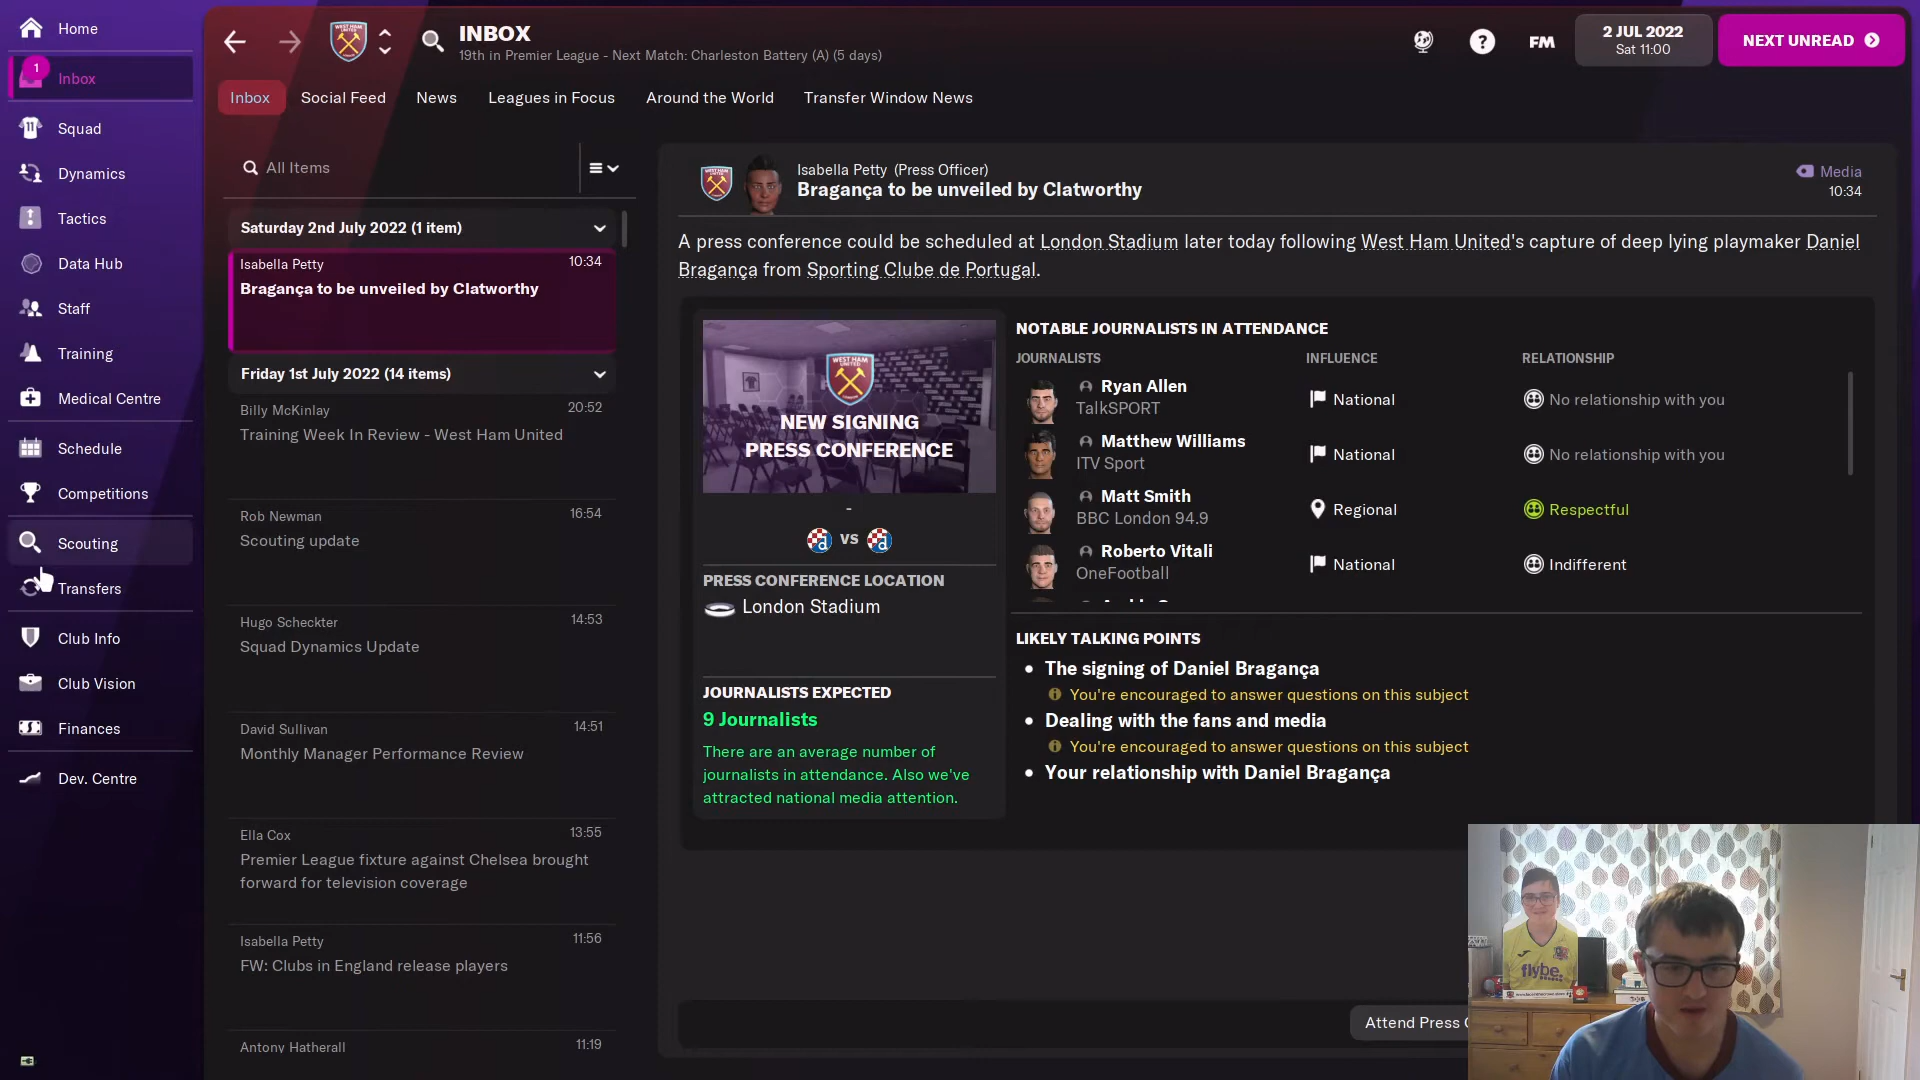 Home
1
Inbox
Squad
Dynamics
Tactics
Data Hub
Staff
Training
Medical Centre
Schedule
Competitions
Scouting
Transfers
Club Info
Club Vision
Finances
Dev. Centre
INBOX
19th in Premier League - Next Match: Charleston Battery (A) (5 days)
FM
2 JUL 2022
Sat 11:00
NEXT UNREAD
Inbox Social Feed News Leagues in Focus Around the World Transfer Window News
All Items
Saturday 2nd July 2022 (1 item)
Isabella Petty 10:34
Bragança to be unveiled by Clatworthy
Friday 1st July 2022 (14 items)
Billy McKinlay 20:52
Training Week In Review - West Ham United
Rob Newman 16:54
Scouting update
Hugo Scheckter 14:53
Squad Dynamics Update
David Sullivan 14:51
Monthly Manager Performance Review
Ella Cox 13:55
Premier League fixture against Chelsea brought
forward for television coverage
Isabella Petty 11:56
FW: Clubs in England release players
Antony Hatherall 11:19
Isabella Petty (Press Officer)
Bragança to be unveiled by Clatworthy
Media
10:34
A press conference could be scheduled at London Stadium later today following West Ham United's capture of deep lying playmaker Daniel
Bragança from Sporting Clube de Portugal.
WEST HAM UNITED
NEW SIGNING
PRESS CONFERENCE
-
VS
PRESS CONFERENCE LOCATION
London Stadium
JOURNALISTS EXPECTED
9 Journalists
There are an average number of
journalists in attendance. Also we've
attracted national media attention.
NOTABLE JOURNALISTS IN ATTENDANCE
JOURNALISTS INFLUENCE RELATIONSHIP
Ryan Allen
TalkSPORT
National No relationship with you
Matthew Williams
ITV Sport
National No relationship with you
Matt Smith
BBC London 94.9
Regional Respectful
Roberto Vitali
OneFootball
National Indifferent
LIKELY TALKING POINTS
• The signing of Daniel Bragança
You're encouraged to answer questions on this subject
• Dealing with the fans and media
You're encouraged to answer questions on this subject
• Your relationship with Daniel Bragança
Attend Press
flybe.